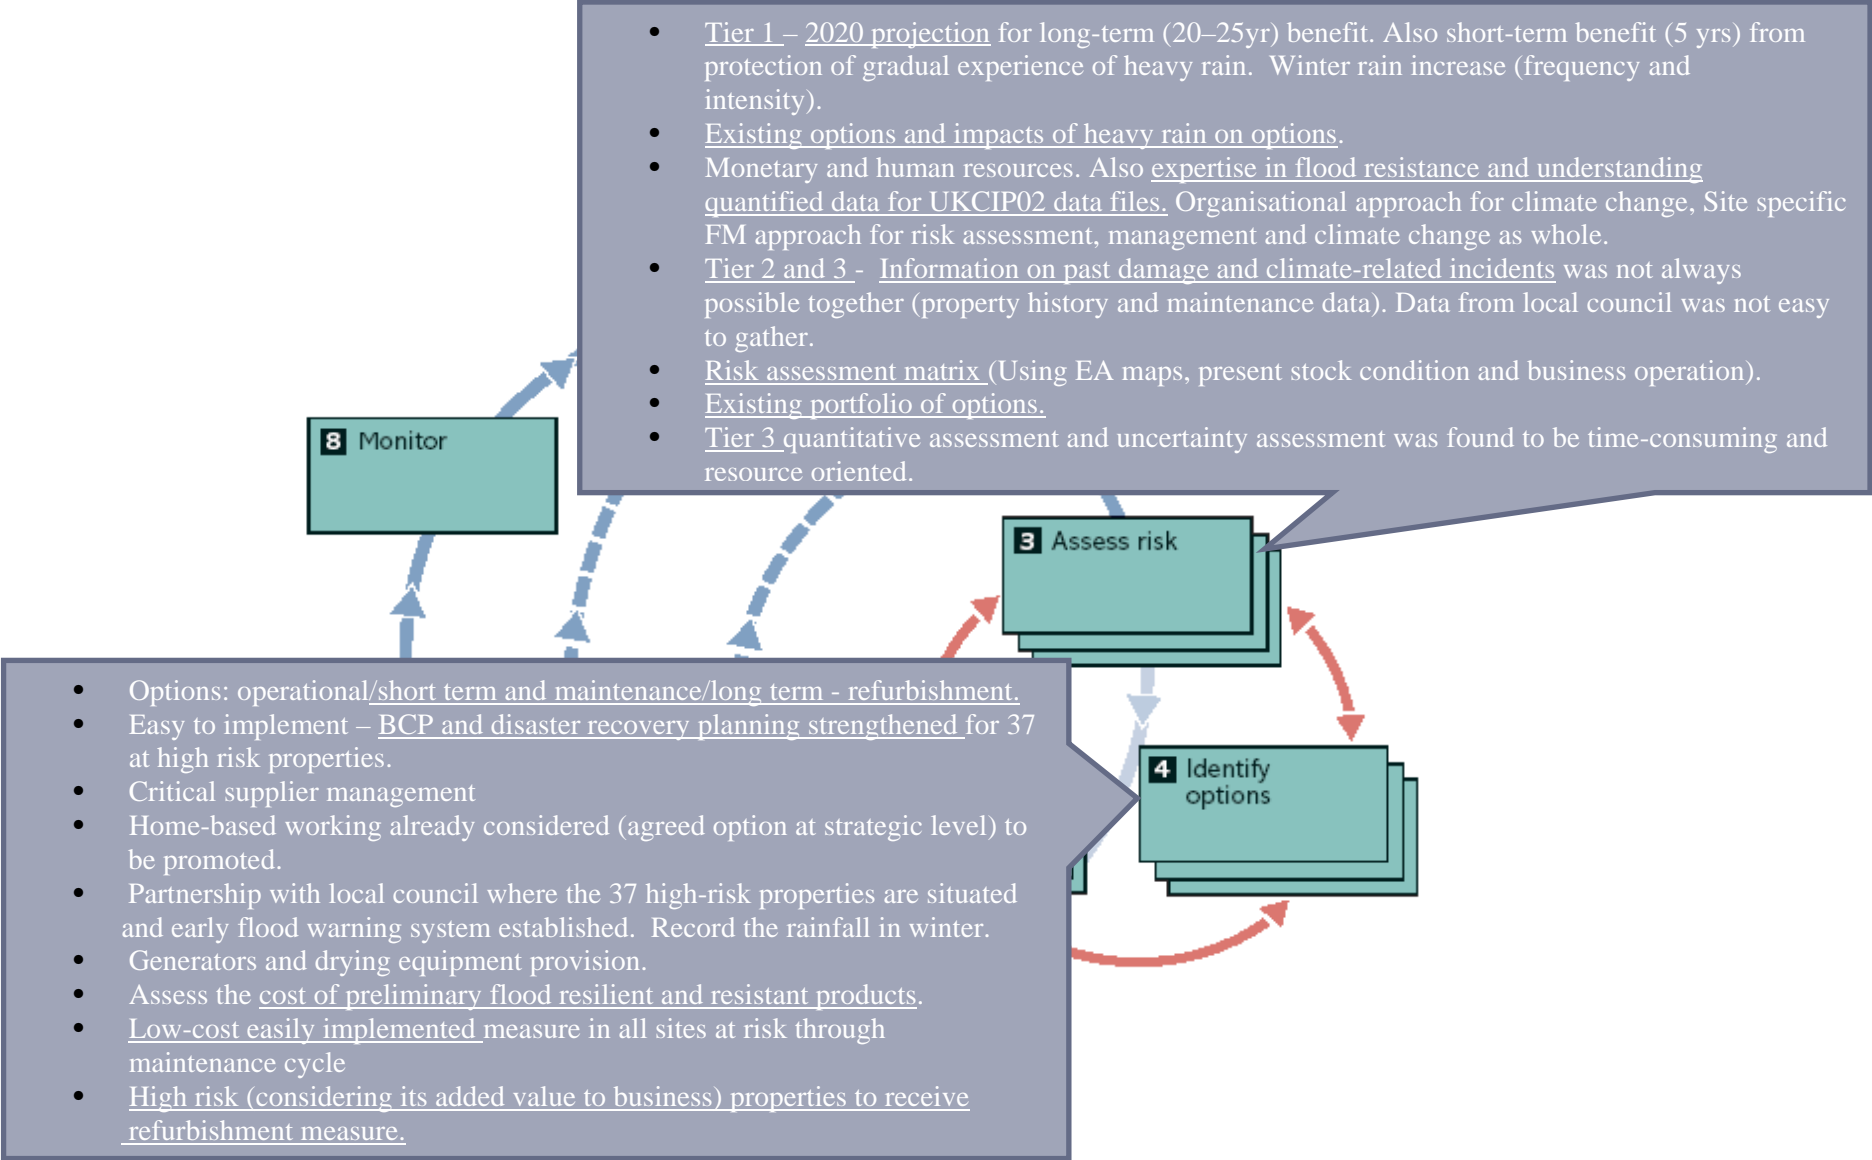 • Tier 1 – 2020 projection for long-term (20–25yr) benefit. Also short-term benefit (5 yrs) from
protection of gradual experience of heavy rain.  Winter rain increase (frequency and
intensity).
• Existing options and impacts of heavy rain on options.
• Monetary and human resources. Also expertise in flood resistance and understanding
quantified data for UKCIP02 data files. Organisational approach for climate change, Site specific
FM approach for risk assessment, management and climate change as whole.
• Tier 2 and 3 -  Information on past damage and climate-related incidents was not always
possible together (property history and maintenance data). Data from local council was not easy
to gather.
• Risk assessment matrix (Using EA maps, present stock condition and business operation).
• Existing portfolio of options.
• Tier 3 quantitative assessment and uncertainty assessment was found to be time-consuming and
resource oriented.
8 Monitor
3 Assess risk
• Options: operational/short term and maintenance/long term - refurbishment.
• Easy to implement – BCP and disaster recovery planning strengthened for 37
at high risk properties.
• Critical supplier management
• Home-based working already considered (agreed option at strategic level) to
be promoted.
• Partnership with local council where the 37 high-risk properties are situated
and early flood warning system established.  Record the rainfall in winter.
• Generators and drying equipment provision.
• Assess the cost of preliminary flood resilient and resistant products.
• Low-cost easily implemented measure in all sites at risk through
maintenance cycle
• High risk (considering its added value to business) properties to receive
refurbishment measure.
4 Identify
options